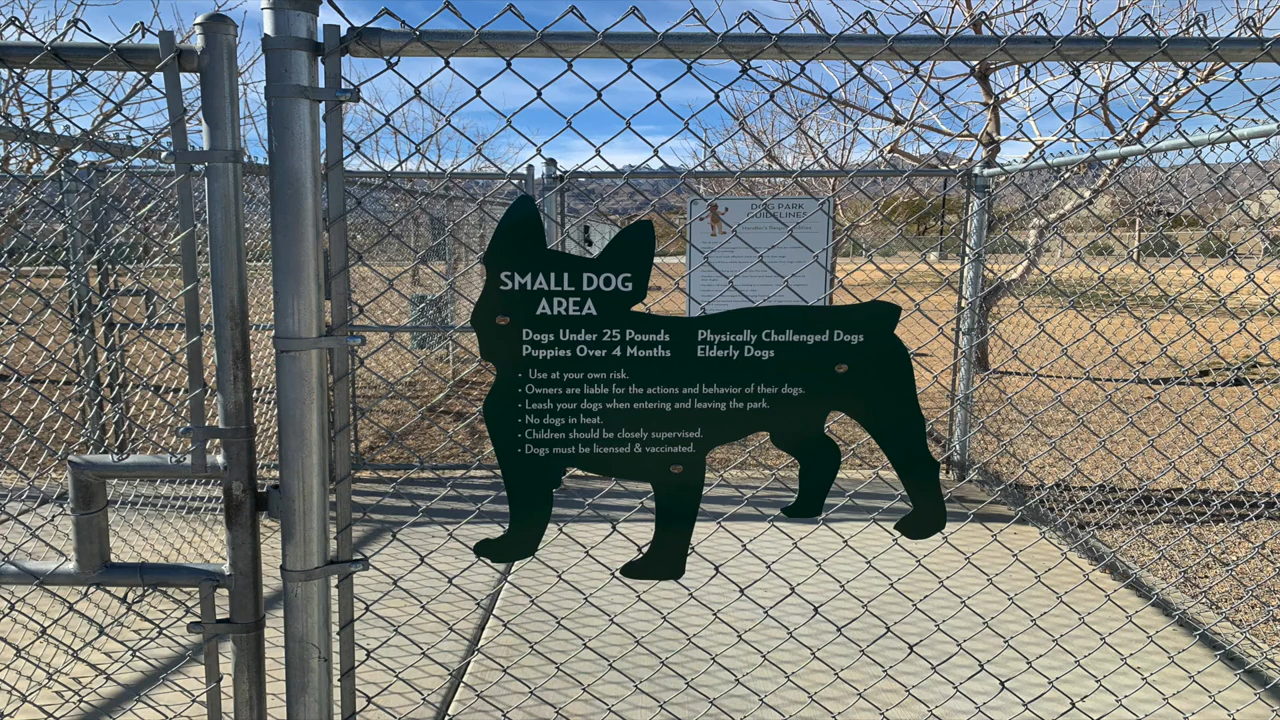 SMALL DOG
AREA
Dogs Under 25 Pounds
Puppies Over 4 Months
Physically Challenged Dogs
Elderly Dogs
• Use at your own risk.
• Owners are liable for the actions and behavior of their dogs.
• Leash your dogs when entering and leaving the park.
• No dogs in heat.
• Children should be closely supervised.
• Dogs must be licensed & vaccinated.
DOG PARK
GUIDELINES
Handler's Responsibilities